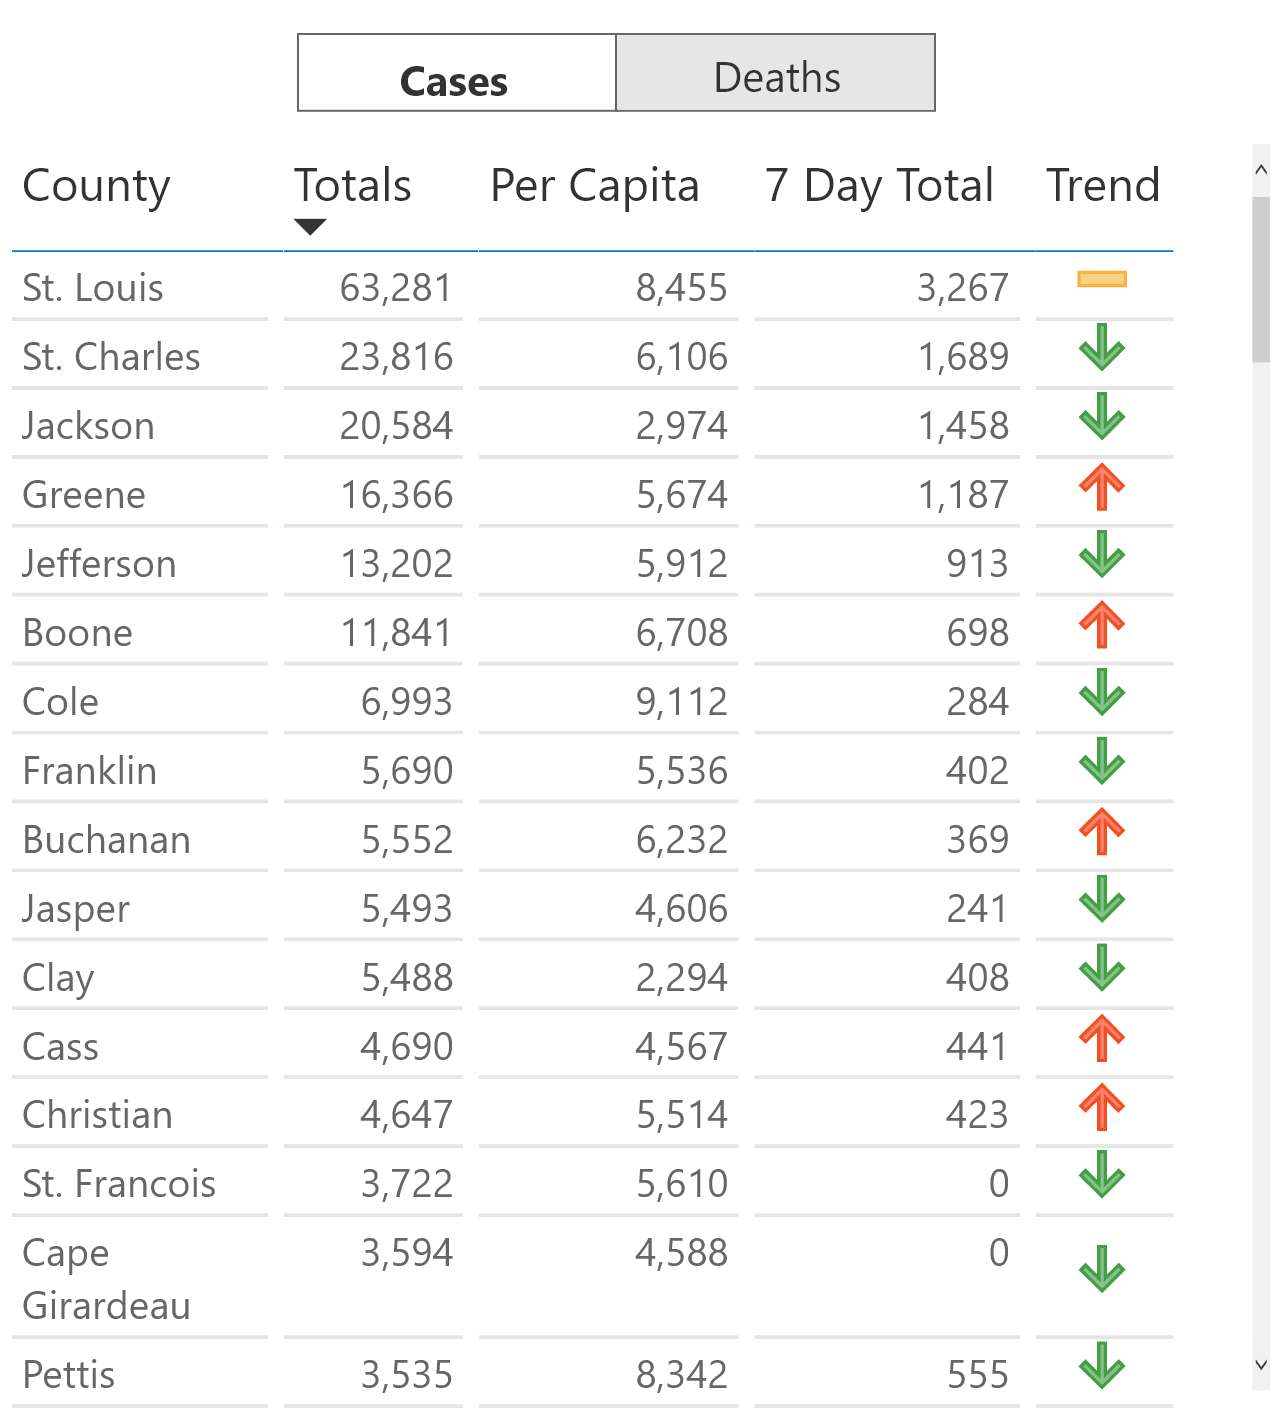 Cases Deaths
County Totals Per Capita 7 Day Total Trend
St. Louis 63,281 8,455 3,267
St. Charles 23,816 6,106 1,689
Jackson 20,584 2,974 1,458
Greene 16,366 5,674 1,187
Jefferson 13,202 5,912 913
Boone 11,841 6,708 698
Cole 6,993 9,112 284
Franklin 5,690 5,536 402
Buchanan 5,552 6,232 369
Jasper 5,493 4,606 241
Clay 5,488 2,294 408
Cass 4,690 4,567 441
Christian 4,647 5,514 423
St. Francois 3,722 5,610 0
Cape 3,594 4,588 0
Girardeau
Pettis 3,535 8,342 555